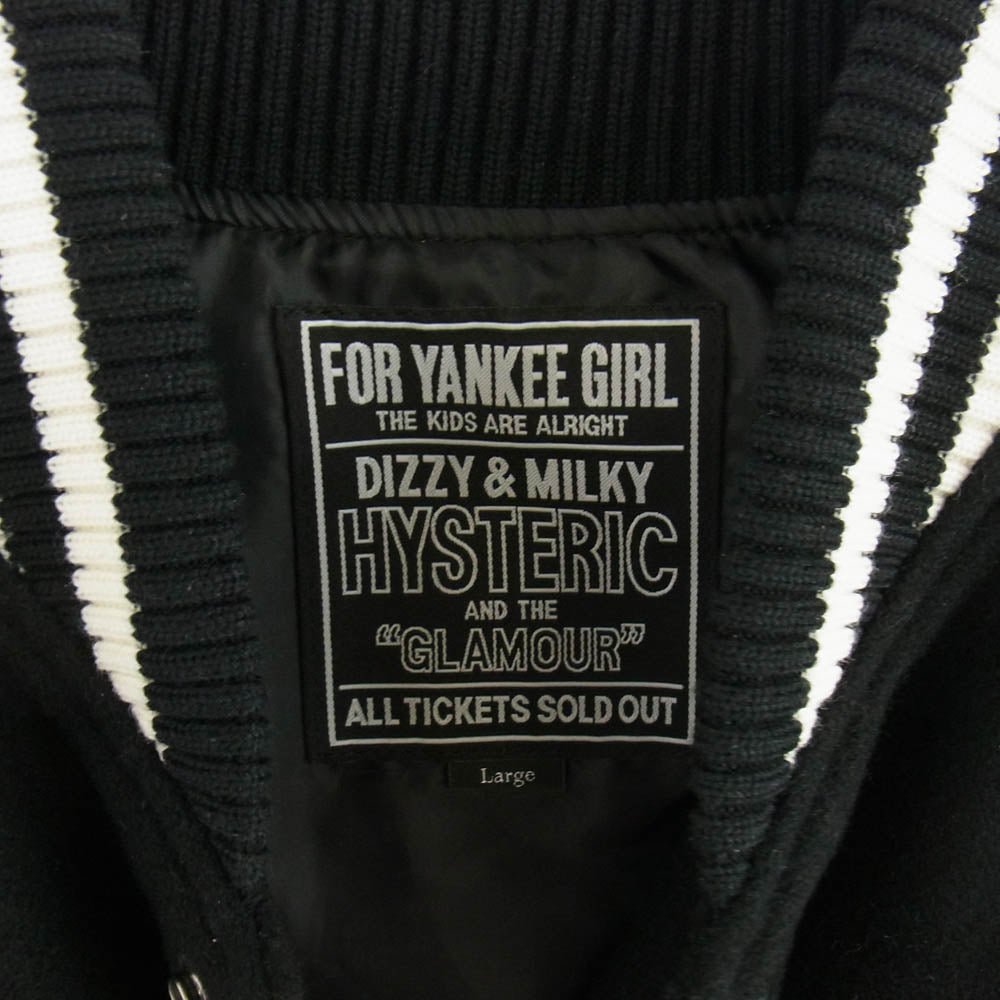 FOR YANKEE GIRL
THE KIDS ARE ALRIGHT
DIZZY & MILKY
HYSTERIC
AND THE
“GLAMOUR”
ALL TICKETS SOLD OUT
Large